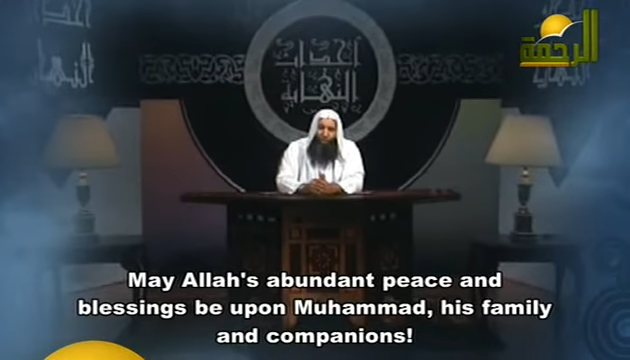 الرحمة
أحداث
النهاية
May Allah's abundant peace and
blessings be upon Muhammad, his family
and companions!